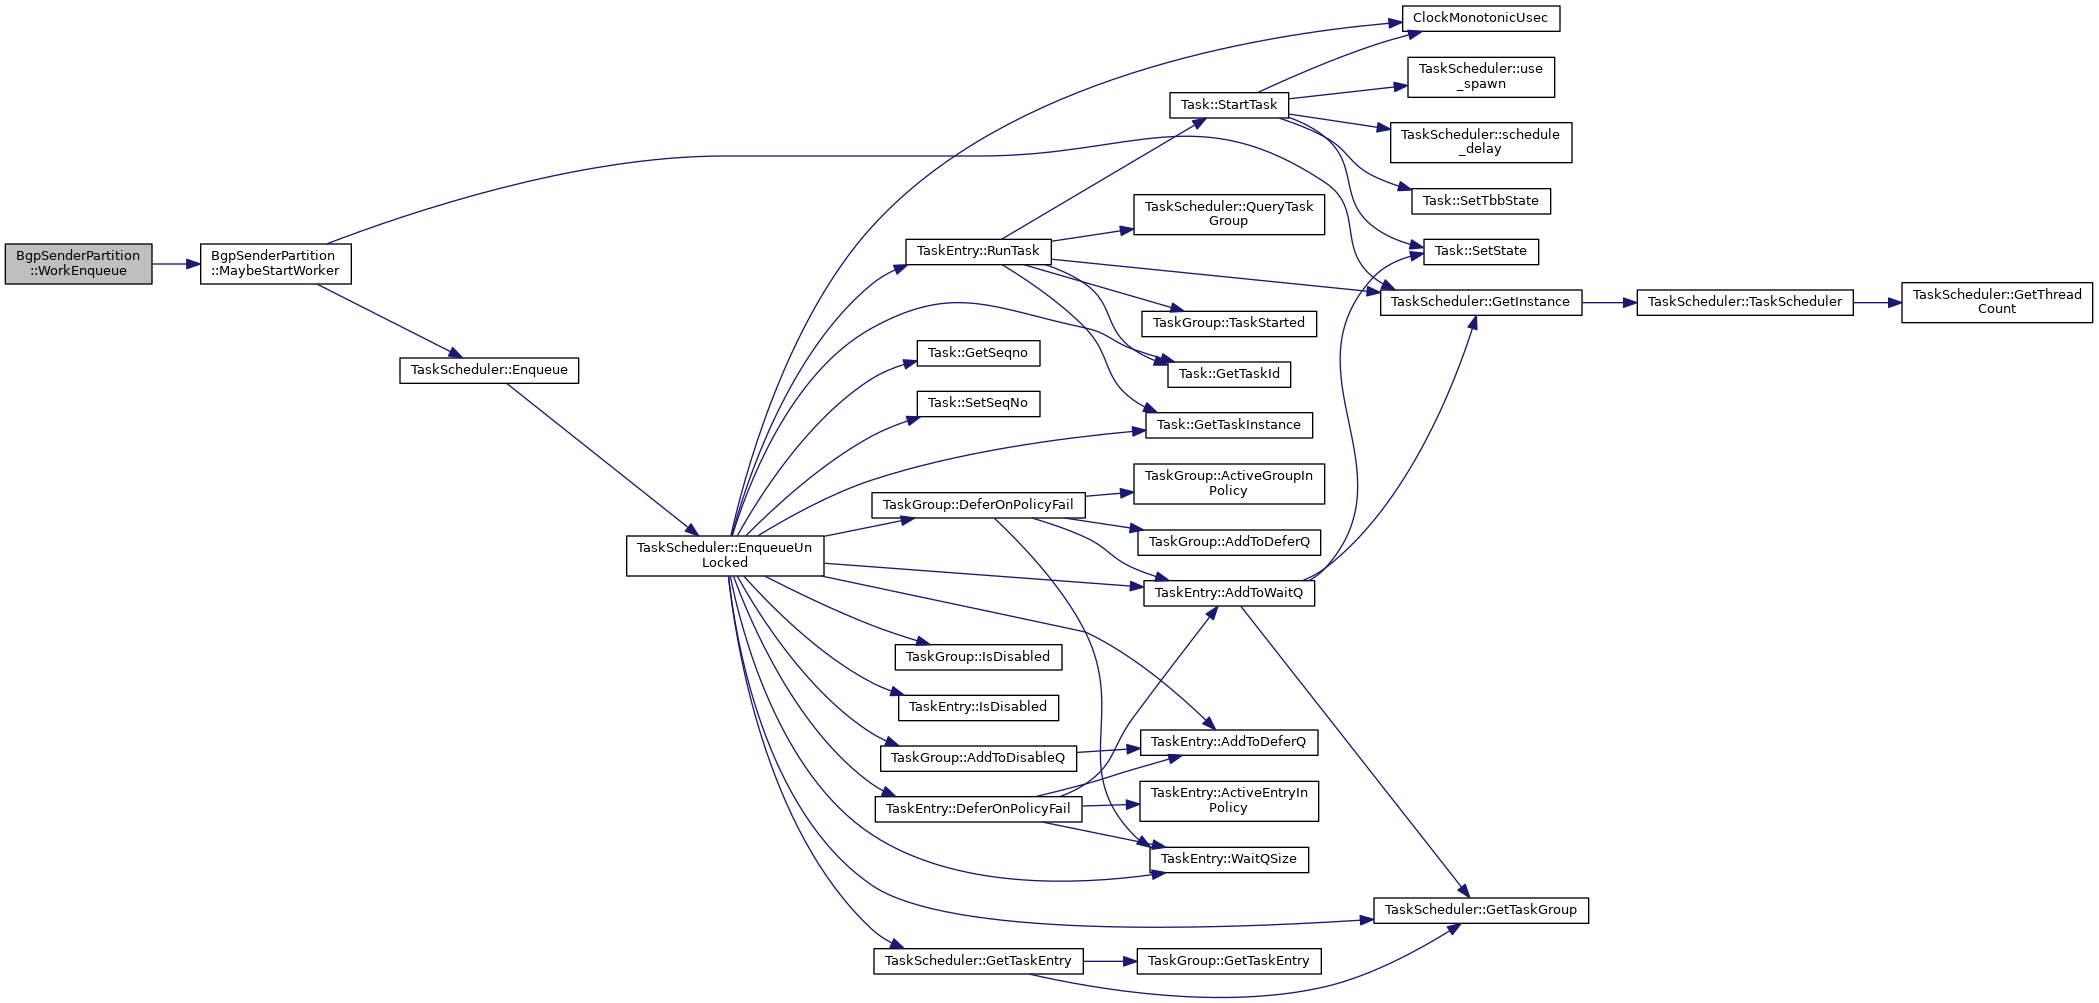 BgpSenderPartition
::WorkEnqueue
BgpSenderPartition
::MaybeStartWorker
TaskScheduler::Enqueue
TaskScheduler::EnqueueUn
Locked
TaskEntry::RunTask
Task::GetSeqno
Task::SetSeqNo
TaskGroup::DeferOnPolicyFail
TaskGroup::IsDisabled
TaskEntry::IsDisabled
TaskGroup::AddToDisableQ
TaskEntry::DeferOnPolicyFail
TaskScheduler::GetTaskEntry
Task::StartTask
TaskScheduler::QueryTask
Group
TaskGroup::TaskStarted
Task::GetTaskId
Task::GetTaskInstance
TaskGroup::ActiveGroupIn
Policy
TaskGroup::AddToDeferQ
TaskEntry::AddToWaitQ
TaskEntry::AddToDeferQ
TaskEntry::ActiveEntryIn
Policy
TaskEntry::WaitQSize
TaskGroup::GetTaskEntry
ClockMonotonicUsec
TaskScheduler::use
_spawn
TaskScheduler::schedule
_delay
Task::SetTbbState
Task::SetState
TaskScheduler::GetInstance
TaskScheduler::GetTaskGroup
TaskScheduler::TaskScheduler
TaskScheduler::GetThread
Count